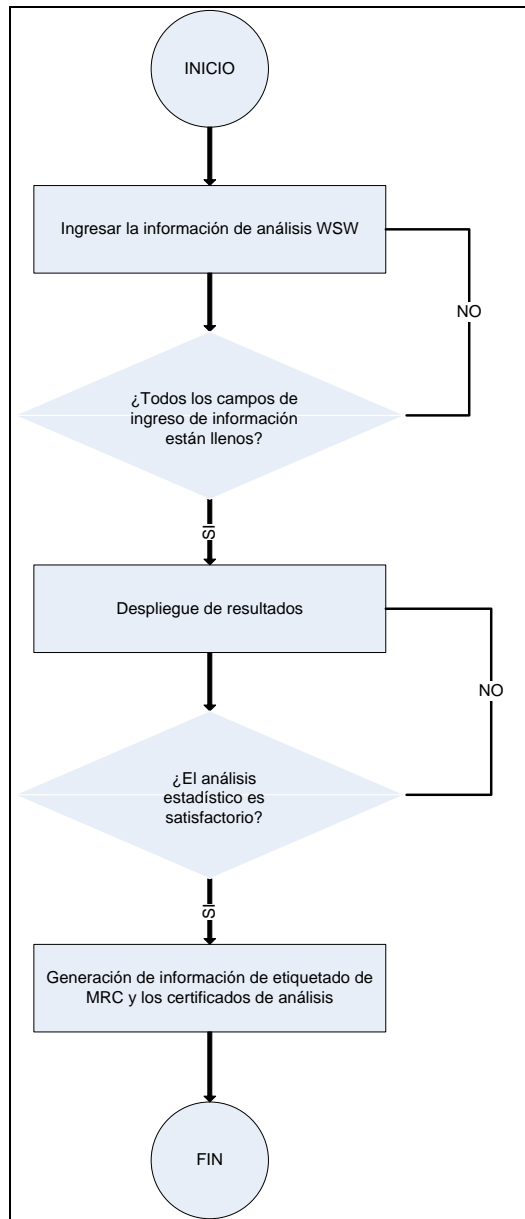 INICIO
Ingresar la información de análisis WSW
NO
¿Todos los campos de
ingreso de información
están llenos?
SI
Despliegue de resultados
NO
¿El análisis
estadístico es
satisfactorio?
SI
Generación de información de etiquetado de
MRC y los certificados de análisis
FIN